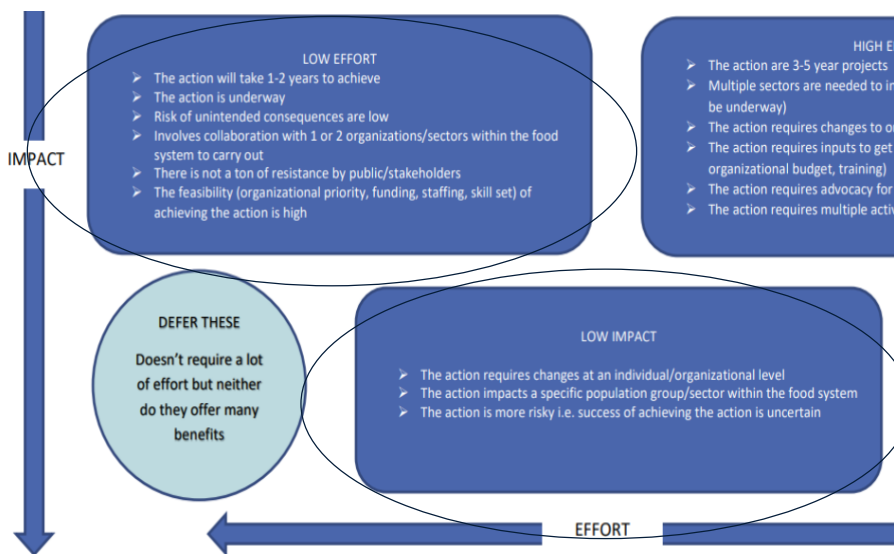 LOW EFFORT
➢ The action will take 1-2 years to achieve
➢ The action is underway
➢ Risk of unintended consequences are low
➢ Involves collaboration with 1 or 2 organizations/sectors within the food
system to carry out
➢ There is not a ton of resistance by public/stakeholders
➢ The feasibility (organizational priority, funding, staffing, skill set) of
achieving the action is high
HIGH
➢ The action are 3-5 year projects
➢ Multiple sectors are needed to
be underway)
➢ The action requires changes to
➢ The action requires inputs to get
organizational budget, training)
➢ The action requires advocacy for
➢ The action requires multiple
IMPACT
DEFER THESE
Doesn't require a lot
of effort but neither
do they offer many
benefits
LOW IMPACT
➢ The action requires changes at an individual/organizational level
➢ The action impacts a specific population group/sector within the food system
➢ The action is more risky i.e. success of achieving the action is uncertain
EFFORT